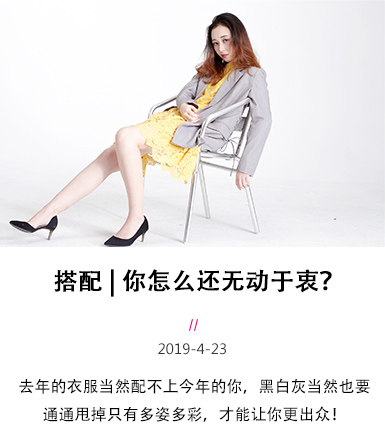 搭配 | 你怎么还无动于衷?
//
2019-4-23
去年的衣服当然配不上今年的你，黑白灰当然也要
通通甩掉只有多姿多彩，才能让你更出众！